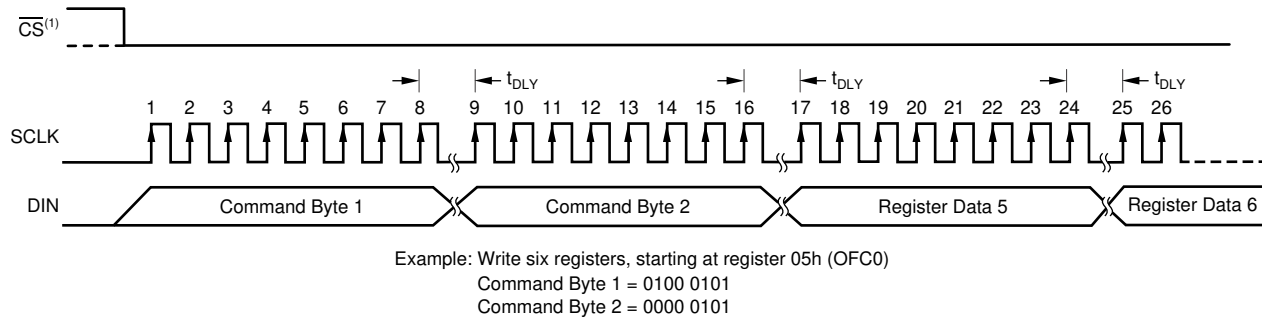 CS(1)
tDLY tDLY tDLY
1 2 3 4 5 6 7 8 9 10 11 12 13 14 15 16 17 18 19 20 21 22 23 24 25 26
SCLK
DIN Command Byte 1 Command Byte 2 Register Data 5 Register Data 6
Example: Write six registers, starting at register 05h (OFC0)
Command Byte 1 = 0100 0101
Command Byte 2 = 0000 0101